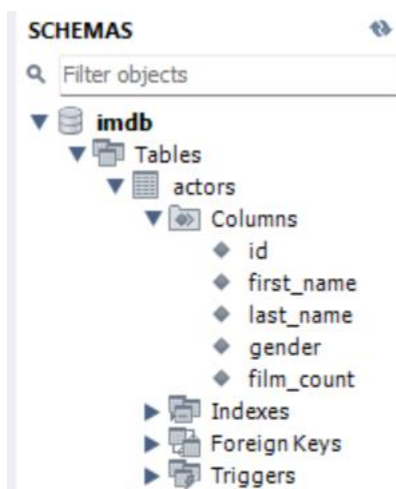 SCHEMAS
Filter objects
imdb
Tables
actors
Columns
id
first_name
last_name
gender
film_count
Indexes
Foreign Keys
Triggers